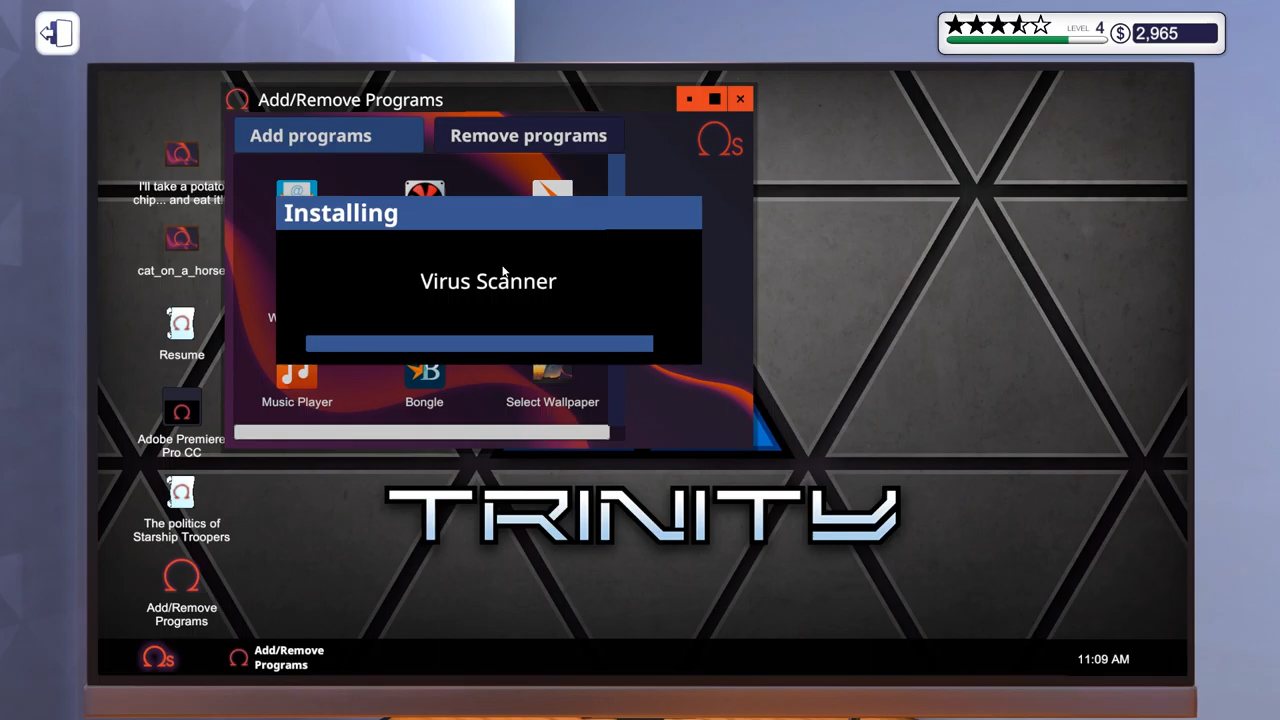 LEVEL 4
$ 2,965
Add/Remove Programs
Add programs
Remove programs
Ωs
I'll take a potato
chip... and eat it!
Installing
Virus Scanner
cat_on_a_horse
W
Resume
Music Player
Bongle
Select Wallpaper
Adobe Premiere
Pro CC
TRINITY
The politics of
Starship Troopers
Add/Remove
Programs
Ωs
Add/Remove
Programs
11:09 AM